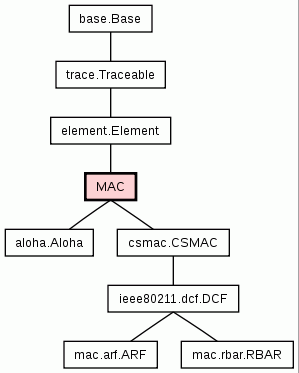 base.Base
trace.Traceable
element.Element
MAC
aloha.Aloha
csmac.CSMAC
ieee80211.dcf.DCF
mac.arf.ARF
mac.rbar.RBAR